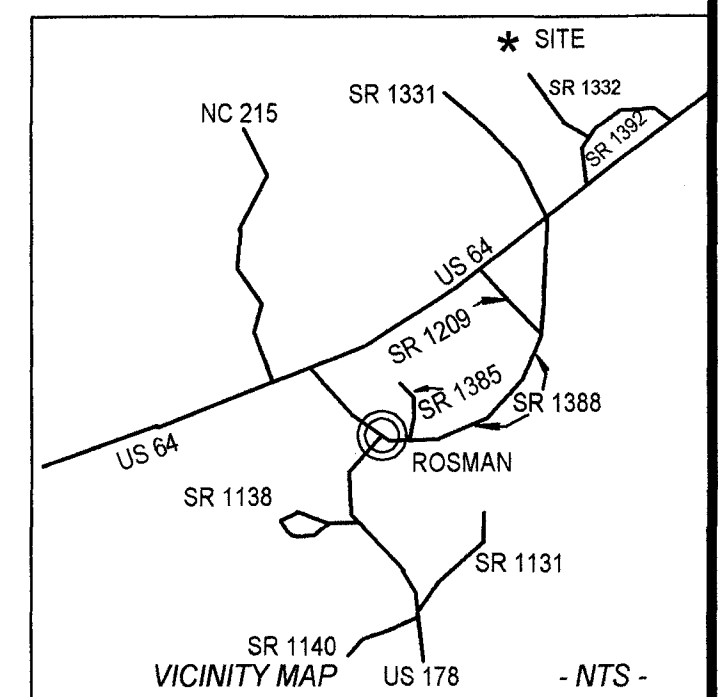 * SITE
SR 1332
SR 1331
NC 215
SR 1392
US 64
SR 1209
SR 1385
SR 1388
US 64
ROSMAN
SR 1138
SR 1131
SR 1140
VICINITY MAP
US 178
- NTS -